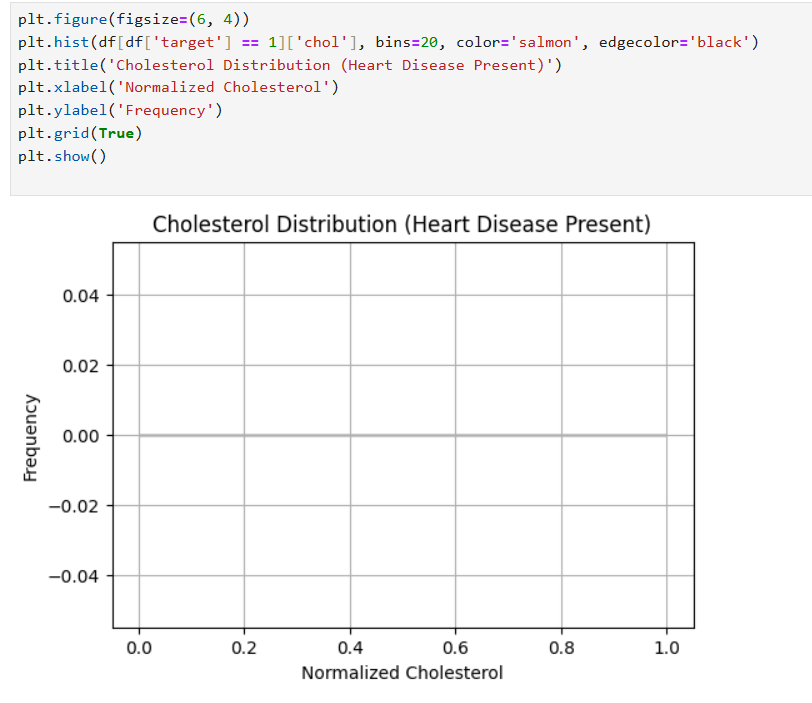 plt.figure(figsize=(6, 4))
plt.hist(df[df['target'] == 1]['chol'], bins=20, color='salmon', edgecolor='black')
plt.title('Cholesterol Distribution (Heart Disease Present)')
plt.xlabel('Normalized Cholesterol')
plt.ylabel('Frequency')
plt.grid(True)
plt.show()
Cholesterol Distribution (Heart Disease Present)
0.04
0.02
0.00
−0.02
−0.04
Frequency
0.0 0.2 0.4 0.6 0.8 1.0
Normalized Cholesterol